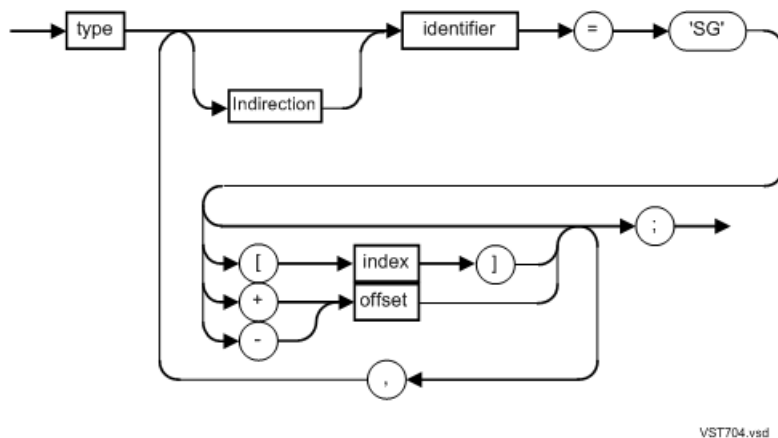 type identifier = 'SG'
Indirection
;
[ index ]
+ offset
-
,
VST704.vsd